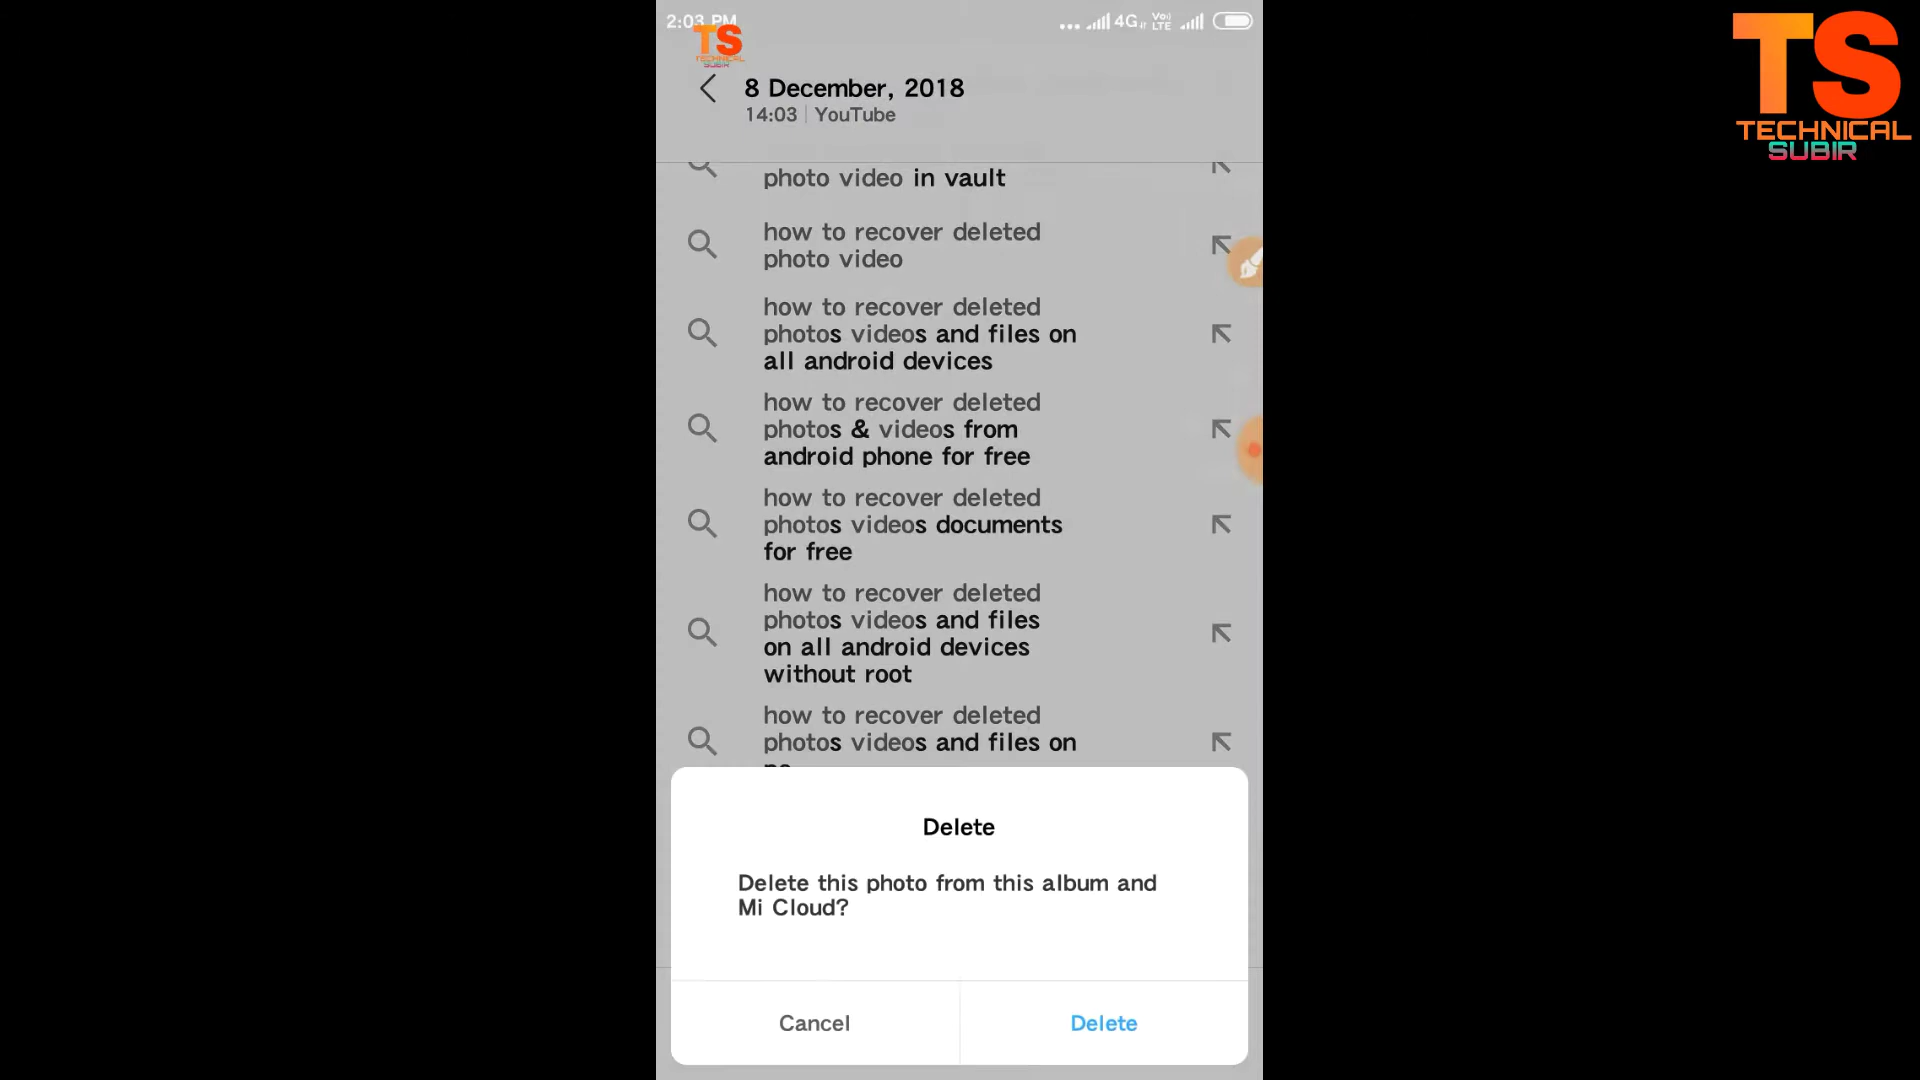 2:03 PM
4G
Vo)
LTE
TS
TECHNICAL
SUBIR
8 December, 2018
14:03 | YouTube
photo video in vault
how to recover deleted
photo video
how to recover deleted
photos videos and files on
all android devices
how to recover deleted
photos & videos from
android phone for free
how to recover deleted
photos videos documents
for free
how to recover deleted
photos videos and files
on all android devices
without root
how to recover deleted
photos videos and files on
Delete
Delete this photo from this album and
Mi Cloud?
Cancel
Delete
TS
TECHNICAL
SUBIR